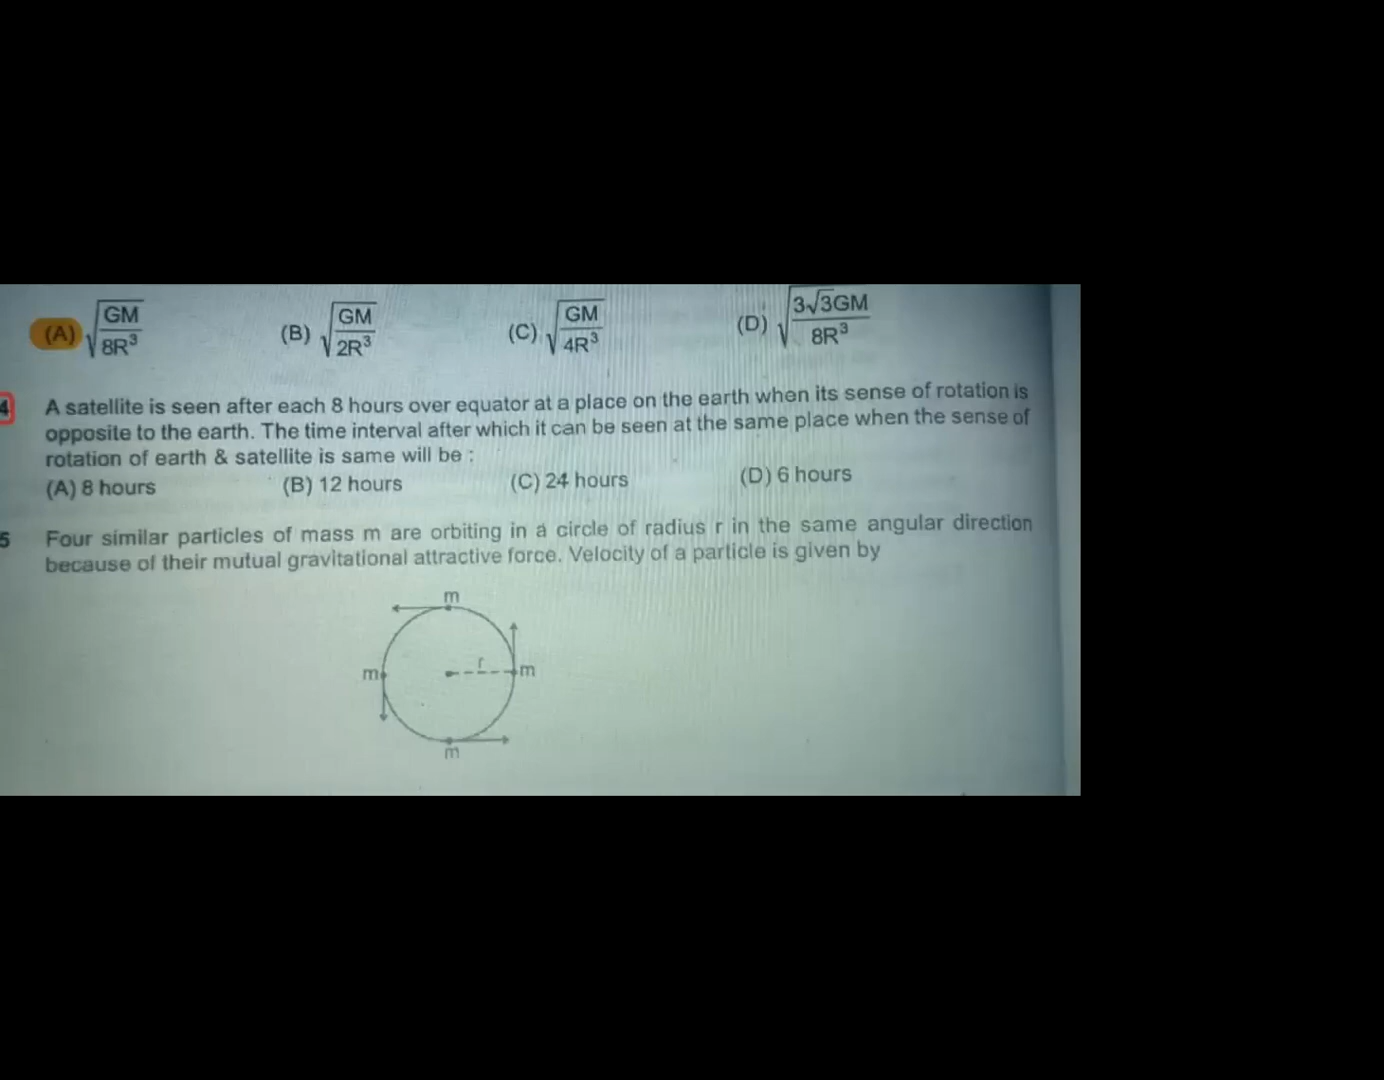 (A) √(GM/8R³) (B) √(GM/2R³) (C) √(GM/4R³) (D) √(3√3GM/8R³)
4 A satellite is seen after each 8 hours over equator at a place on the earth when its sense of rotation is
opposite to the earth. The time interval after which it can be seen at the same place when the sense of
rotation of earth & satellite is same will be :
(A) 8 hours (B) 12 hours (C) 24 hours (D) 6 hours
5 Four similar particles of mass m are orbiting in a circle of radius r in the same angular direction
because of their mutual gravitational attractive force. Velocity of a particle is given by
m
r
m m
m